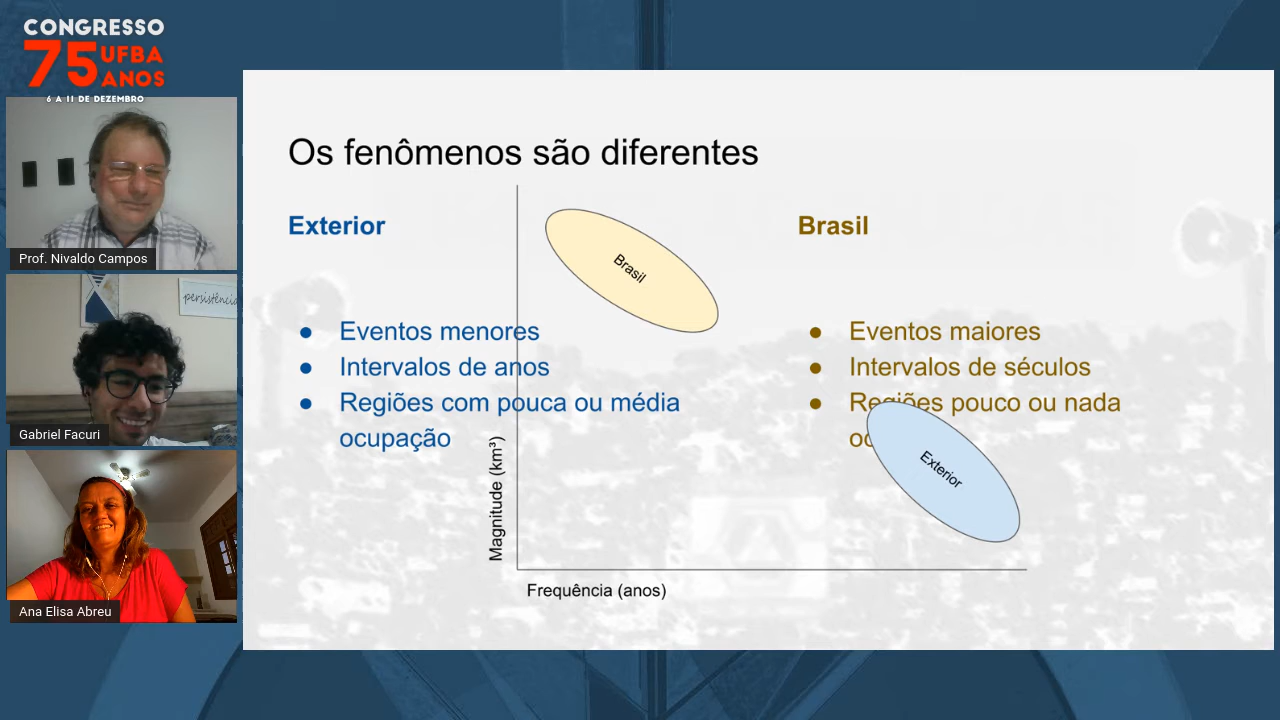 CONGRESSO
75 UFBA
ANOS
6 A 11 DE DEZEMBRO
Prof. Nivaldo Campos
persistência
Gabriel Facuri
Ana Elisa Abreu
Os fenômenos são diferentes
Exterior
● Eventos menores
● Intervalos de anos
● Regiões com pouca ou média
ocupação
Brasil
● Eventos maiores
● Intervalos de séculos
● Regiões pouco ou nada
oc
Brasil
Exterior
Magnitude (km³)
Frequência (anos)